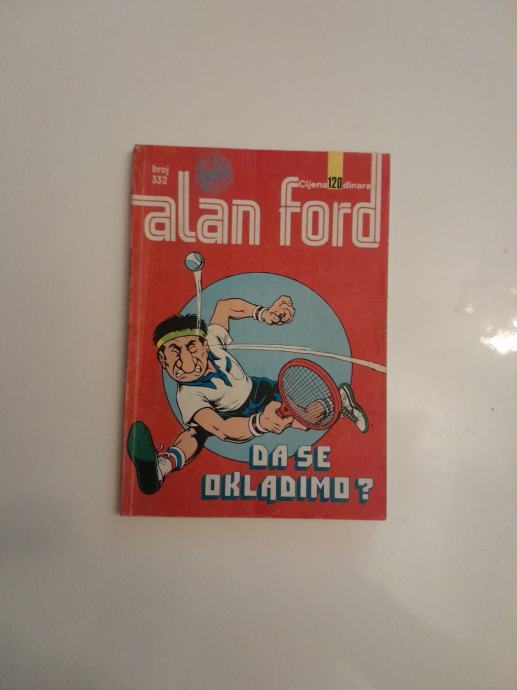 broj
332
Cijena 120 dinara
alan ford
DA SE
OKLADIMO?